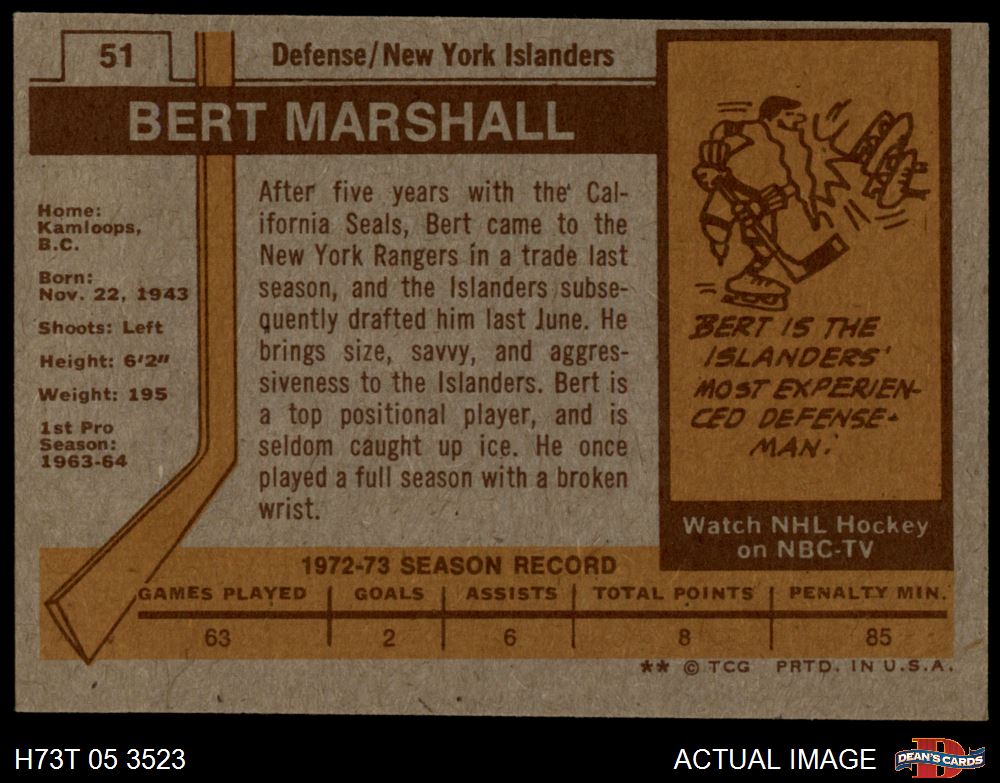 51
Defense/New York Islanders
BERT MARSHALL
Home:
Kamloops,
B.C.
Born:
Nov. 22, 1943
Shoots: Left
Height: 6'2"
Weight: 195
1st Pro
Season:
1963-64
After five years with the Cal-
ifornia Seals, Bert came to the
New York Rangers in a trade last
season, and the Islanders subse-
quently drafted him last June. He
brings size, savvy, and aggres-
siveness to the Islanders. Bert is
a top positional player, and is
seldom caught up ice. He once
played a full season with a broken
wrist.
BERT IS THE
ISLANDERS'
MOST EXPERIEN-
CED DEFENSE-
MAN.
Watch NHL Hockey
on NBC-TV
1972-73 SEASON RECORD
GAMES PLAYED GOALS ASSISTS TOTAL POINTS PENALTY MIN.
63 2 6 8 85
** © TCG PRTD. IN U.S.A.
H73T 05 3523
ACTUAL IMAGE
D
DEAN'S CARDS